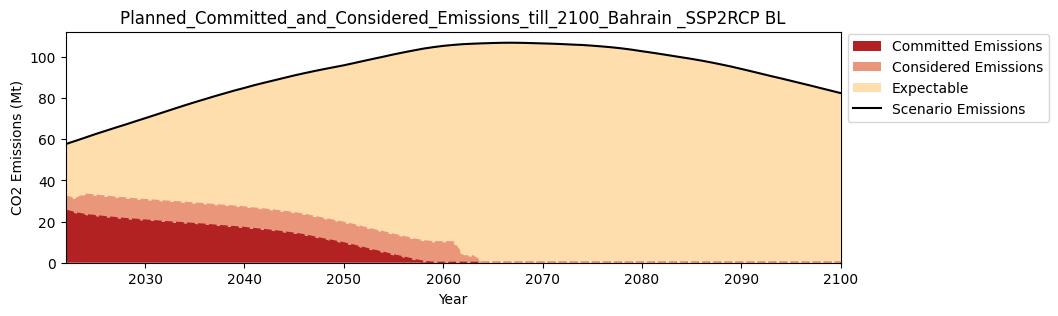 Planned_Committed_and_Considered_Emissions_till_2100_Bahrain _SSP2RCP BL
CO2 Emissions (Mt)
100
80
60
40
20
0
2030 2040 2050 2060 2070 2080 2090 2100
Year
Committed Emissions
Considered Emissions
Expectable
Scenario Emissions